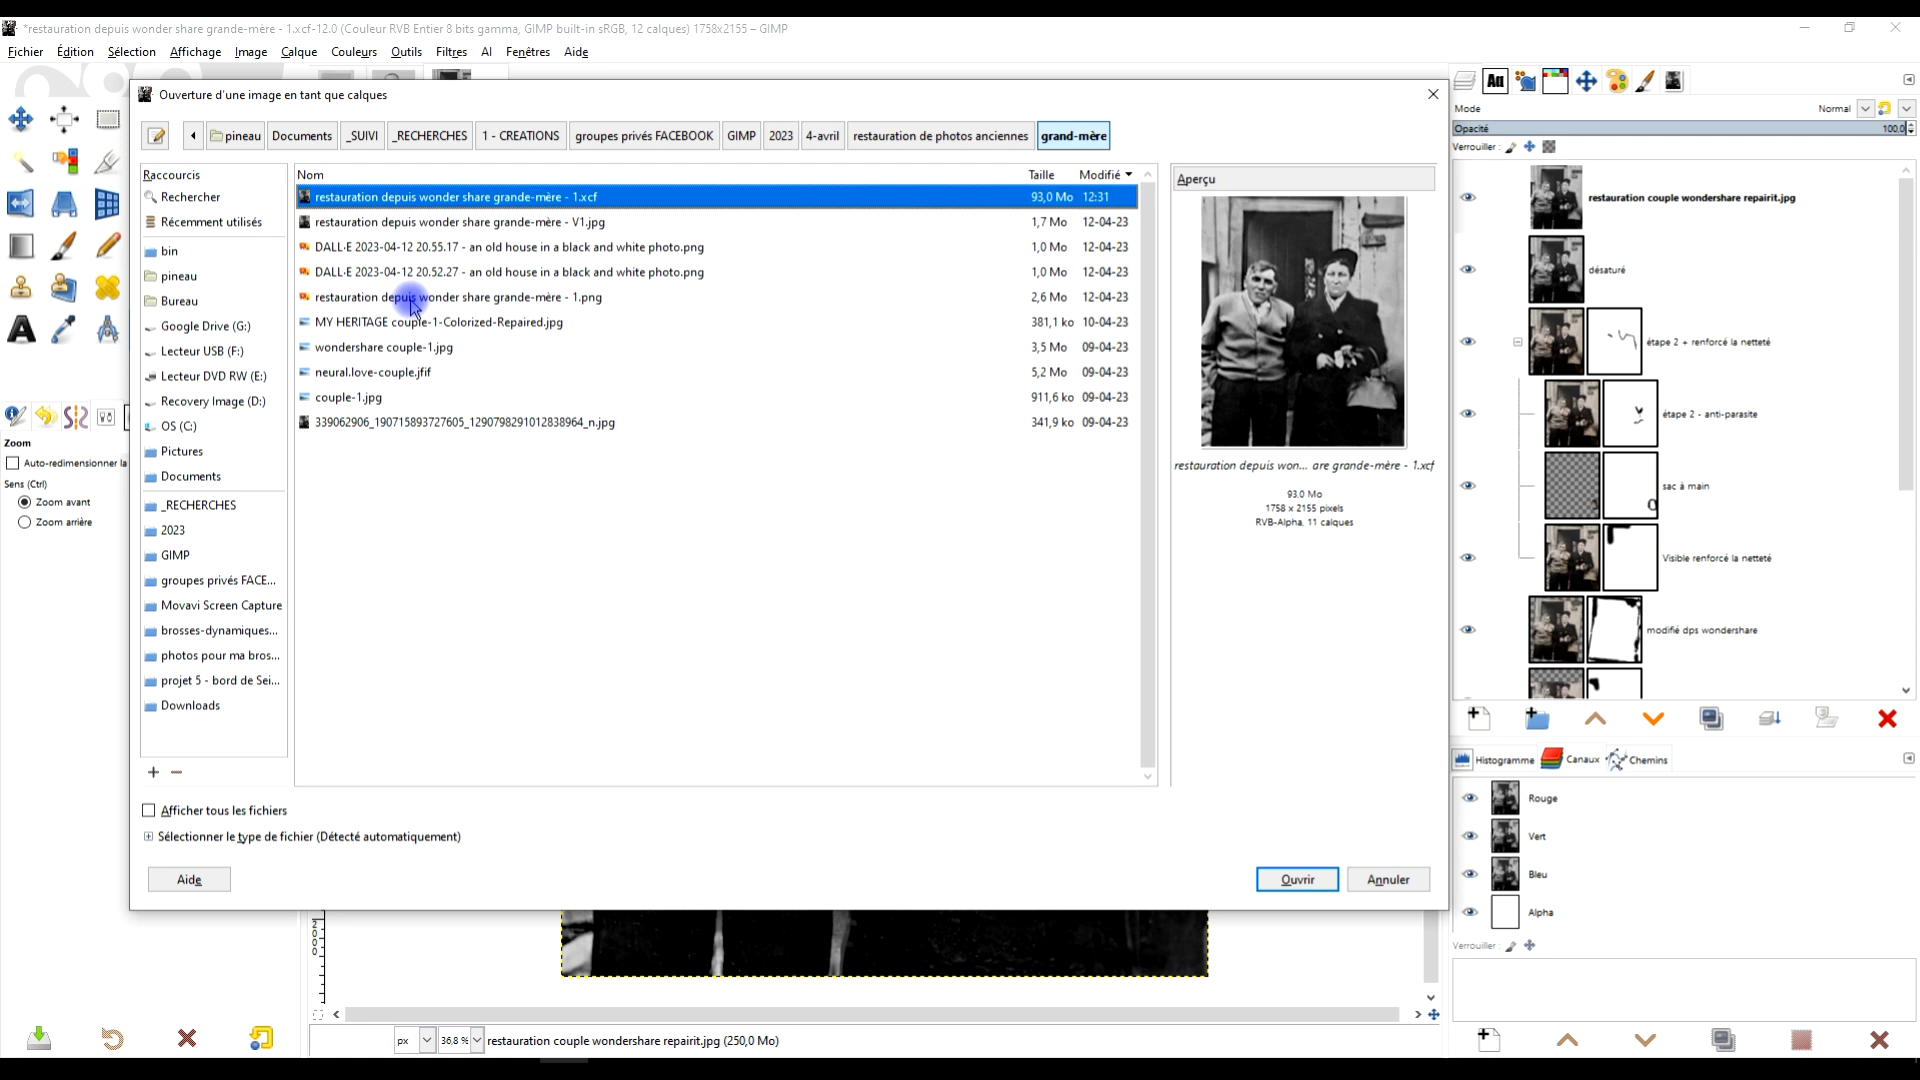 *restauration depuis wonder share grande-mère - 1.xcf-12.0 (Couleur RVB Entier 8 bits gamma, GIMP built-in sRGB, 12 calques) 1758x2155 – GIMP
Fichier Édition Sélection Affichage Image Calque Couleurs Outils Filtres AI Fenêtres Aide
Ouverture d'une image en tant que calques
pineau Documents _SUIVI _RECHERCHES 1 - CREATIONS groupes privés FACEBOOK GIMP 2023 4-avril restauration de photos anciennes grand-mère
Raccourcis
Rechercher
Récemment utilisés
bin
pineau
Bureau
Google Drive (G:)
Lecteur USB (F:)
Lecteur DVD RW (E:)
Recovery Image (D:)
OS (C:)
Pictures
Documents
_RECHERCHES
2023
GIMP
groupes privés FACE...
Movavi Screen Capture
brosses-dynamiques...
photos pour ma bros...
projet 5 - bord de Sei...
Downloads
Nom Taille Modifié
restauration depuis wonder share grande-mère - 1.xcf 93,0 Mo 12:31
restauration depuis wonder share grande-mère - V1.jpg 1,7 Mo 12-04-23
DALL·E 2023-04-12 20.55.17 - an old house in a black and white photo.png 1,0 Mo 12-04-23
DALL·E 2023-04-12 20.52.27 - an old house in a black and white photo.png 1,0 Mo 12-04-23
restauration depuis wonder share grande-mère - 1.png 2,6 Mo 12-04-23
MY HERITAGE couple-1-Colorized-Repaired.jpg 381,1 ko 10-04-23
wondershare couple-1.jpg 3,5 Mo 09-04-23
neural.love-couple.jfif 5,2 Mo 09-04-23
couple-1.jpg 911,6 ko 09-04-23
339062906_190715893727605_1290798291012838964_n.jpg 341,9 ko 09-04-23
Aperçu
restauration depuis won... are grande-mère - 1.xcf
93,0 Mo
1758 x 2155 pixels
RVB-Alpha, 11 calques
Afficher tous les fichiers
Sélectionner le type de fichier (Détecté automatiquement)
Aide Ouvrir Annuler
Zoom
Auto-redimensionner la
Sens (Ctrl)
Zoom avant
Zoom arrière
Mode Normal
Opacité 100,0
Verrouiller :
restauration couple wondershare repairit.jpg
désaturé
étape 2 + renforcé la netteté
étape 2 - anti-parasite
sac à main
Visible renforcé la netteté
modifié dps wondershare
Histogramme Canaux Chemins
Rouge
Vert
Bleu
Alpha
Verrouiller :
2000
px 36,8 % restauration couple wondershare repairit.jpg (250,0 Mo)